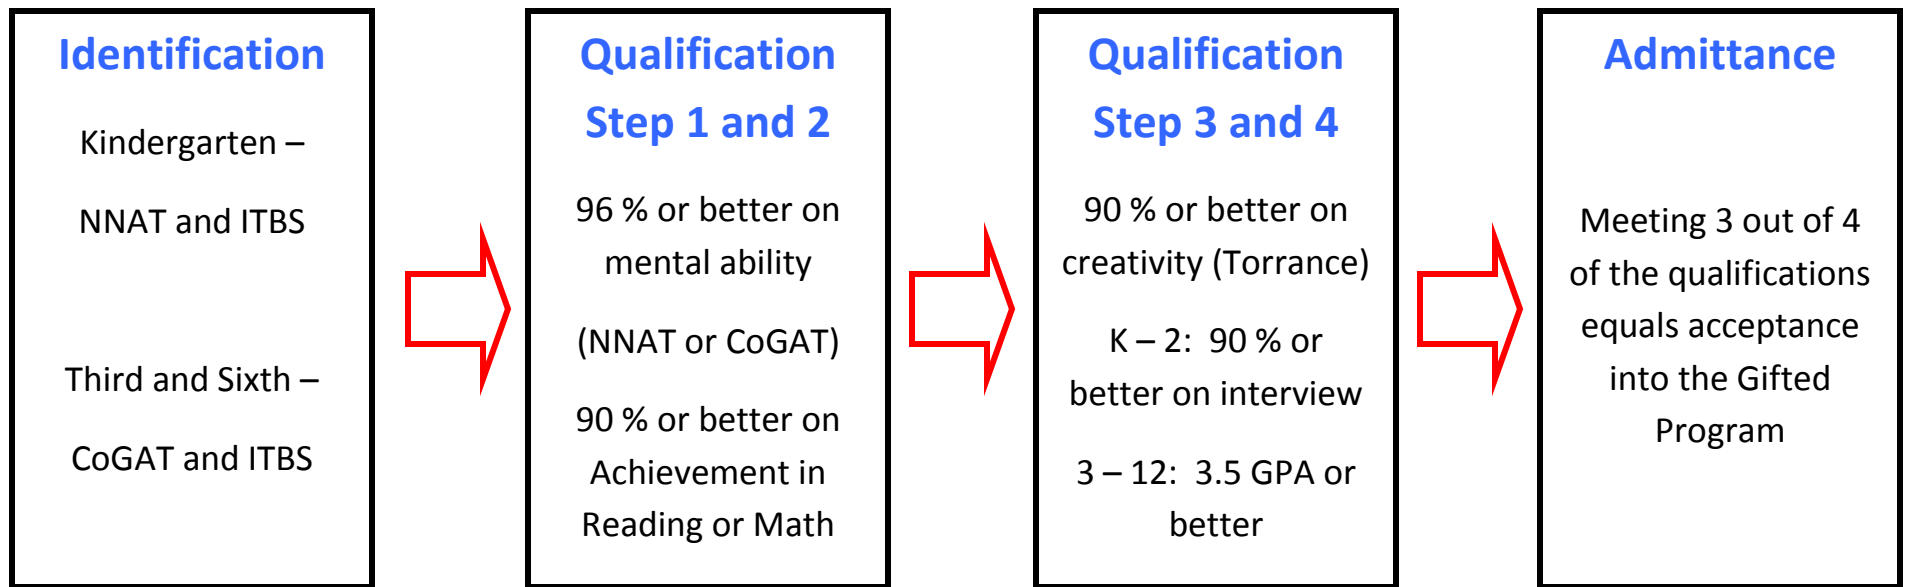 Identification
Kindergarten –
NNAT and ITBS
Third and Sixth –
CoGAT and ITBS
Qualification
Step 1 and 2
96 % or better on
mental ability
(NNAT or CoGAT)
90 % or better on
Achievement in
Reading or Math
Qualification
Step 3 and 4
90 % or better on
creativity (Torrance)
K – 2:  90 % or
better on interview
3 – 12:  3.5 GPA or
better
Admittance
Meeting 3 out of 4
of the qualifications
equals acceptance
into the Gifted
Program